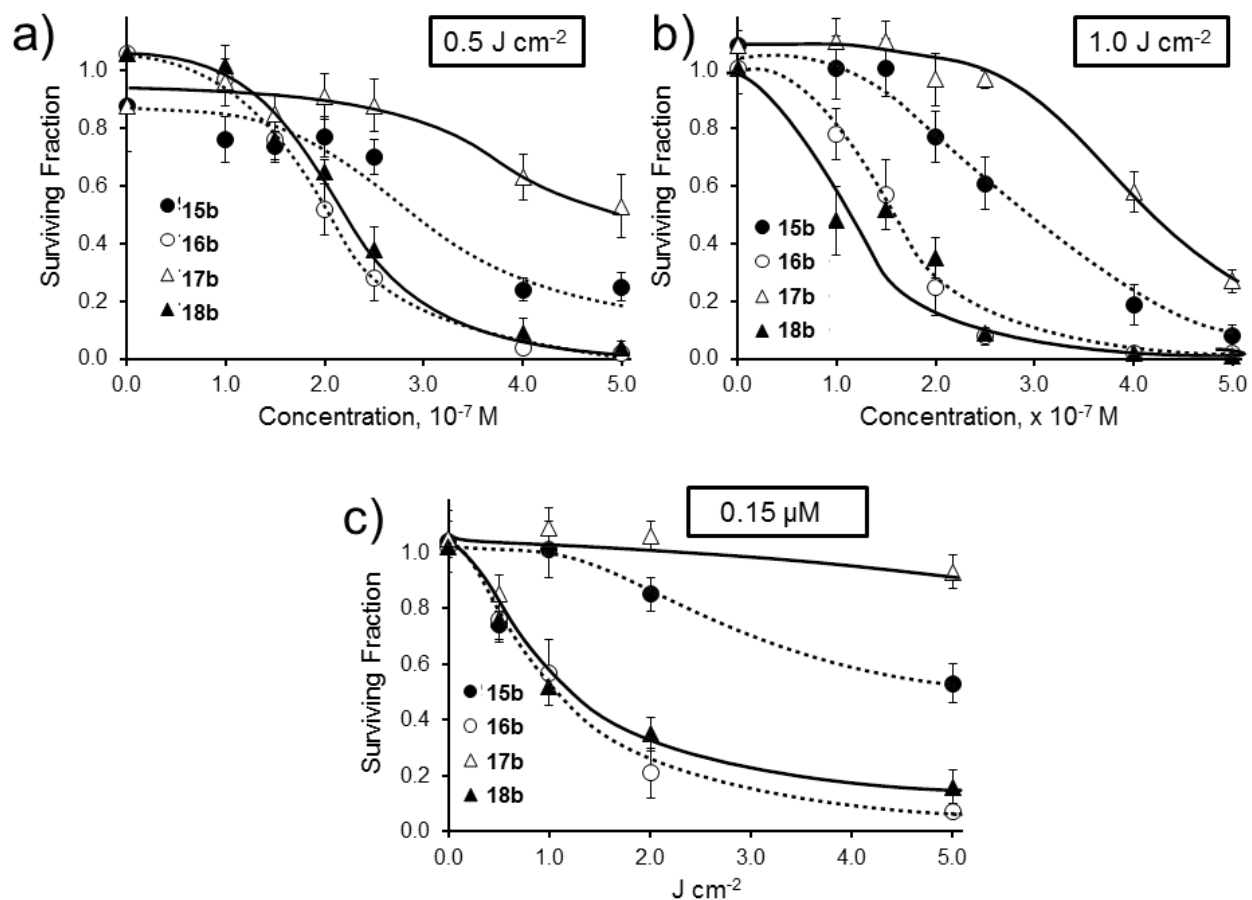 a)
0.5 J cm-2
Surviving Fraction
1.0
0.8
0.6
0.4
0.2
0.0
15b
16b
17b
18b
0.0 1.0 2.0 3.0 4.0 5.0
Concentration, 10-7 M
b)
1.0 J cm-2
Surviving Fraction
1.0
0.8
0.6
0.4
0.2
0.0
15b
16b
17b
18b
0.0 1.0 2.0 3.0 4.0 5.0
Concentration, x 10-7 M
c)
0.15 µM
Surviving Fraction
1.0
0.8
0.6
0.4
0.2
0.0
15b
16b
17b
18b
0.0 1.0 2.0 3.0 4.0 5.0
J cm-2